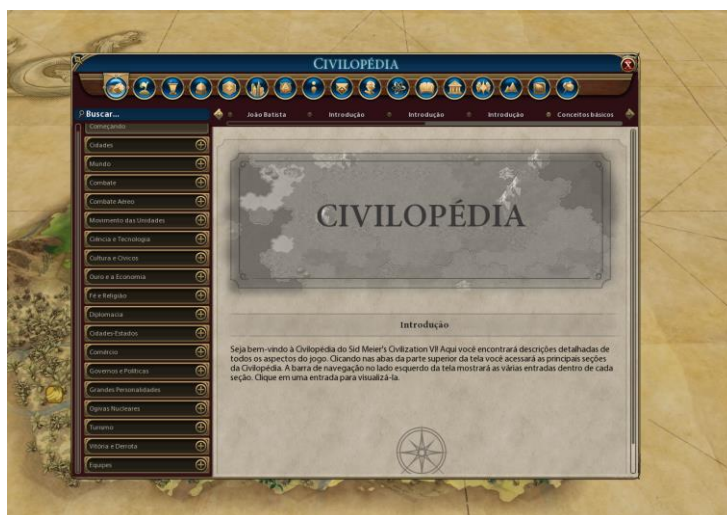 CIVILOPÉDIA
Buscar...
João Batista
Introdução
Introdução
Introdução
Conceitos básicos
Começando
Cidades
Mundo
Combate
Combate Aéreo
Movimento das Unidades
Ciência e Tecnologia
Cultura e Cívicos
Ouro e a Economia
Fé e Religião
Diplomacia
Cidades-Estados
Comércio
Governos e Políticas
Grandes Personalidades
Ogivas Nucleares
Turismo
Vitória e Derrota
Equipes
CIVILOPÉDIA
Introdução
Seja bem-vindo à Civilopédia do Sid Meier's Civilization VI! Aqui você encontrará descrições detalhadas de
todos os aspectos do jogo. Clicando nas abas da parte superior da tela você acessará as principais seções
da Civilopédia. A barra de navegação no lado esquerdo da tela mostrará as várias entradas dentro de cada
seção. Clique em uma entrada para visualizá-la.